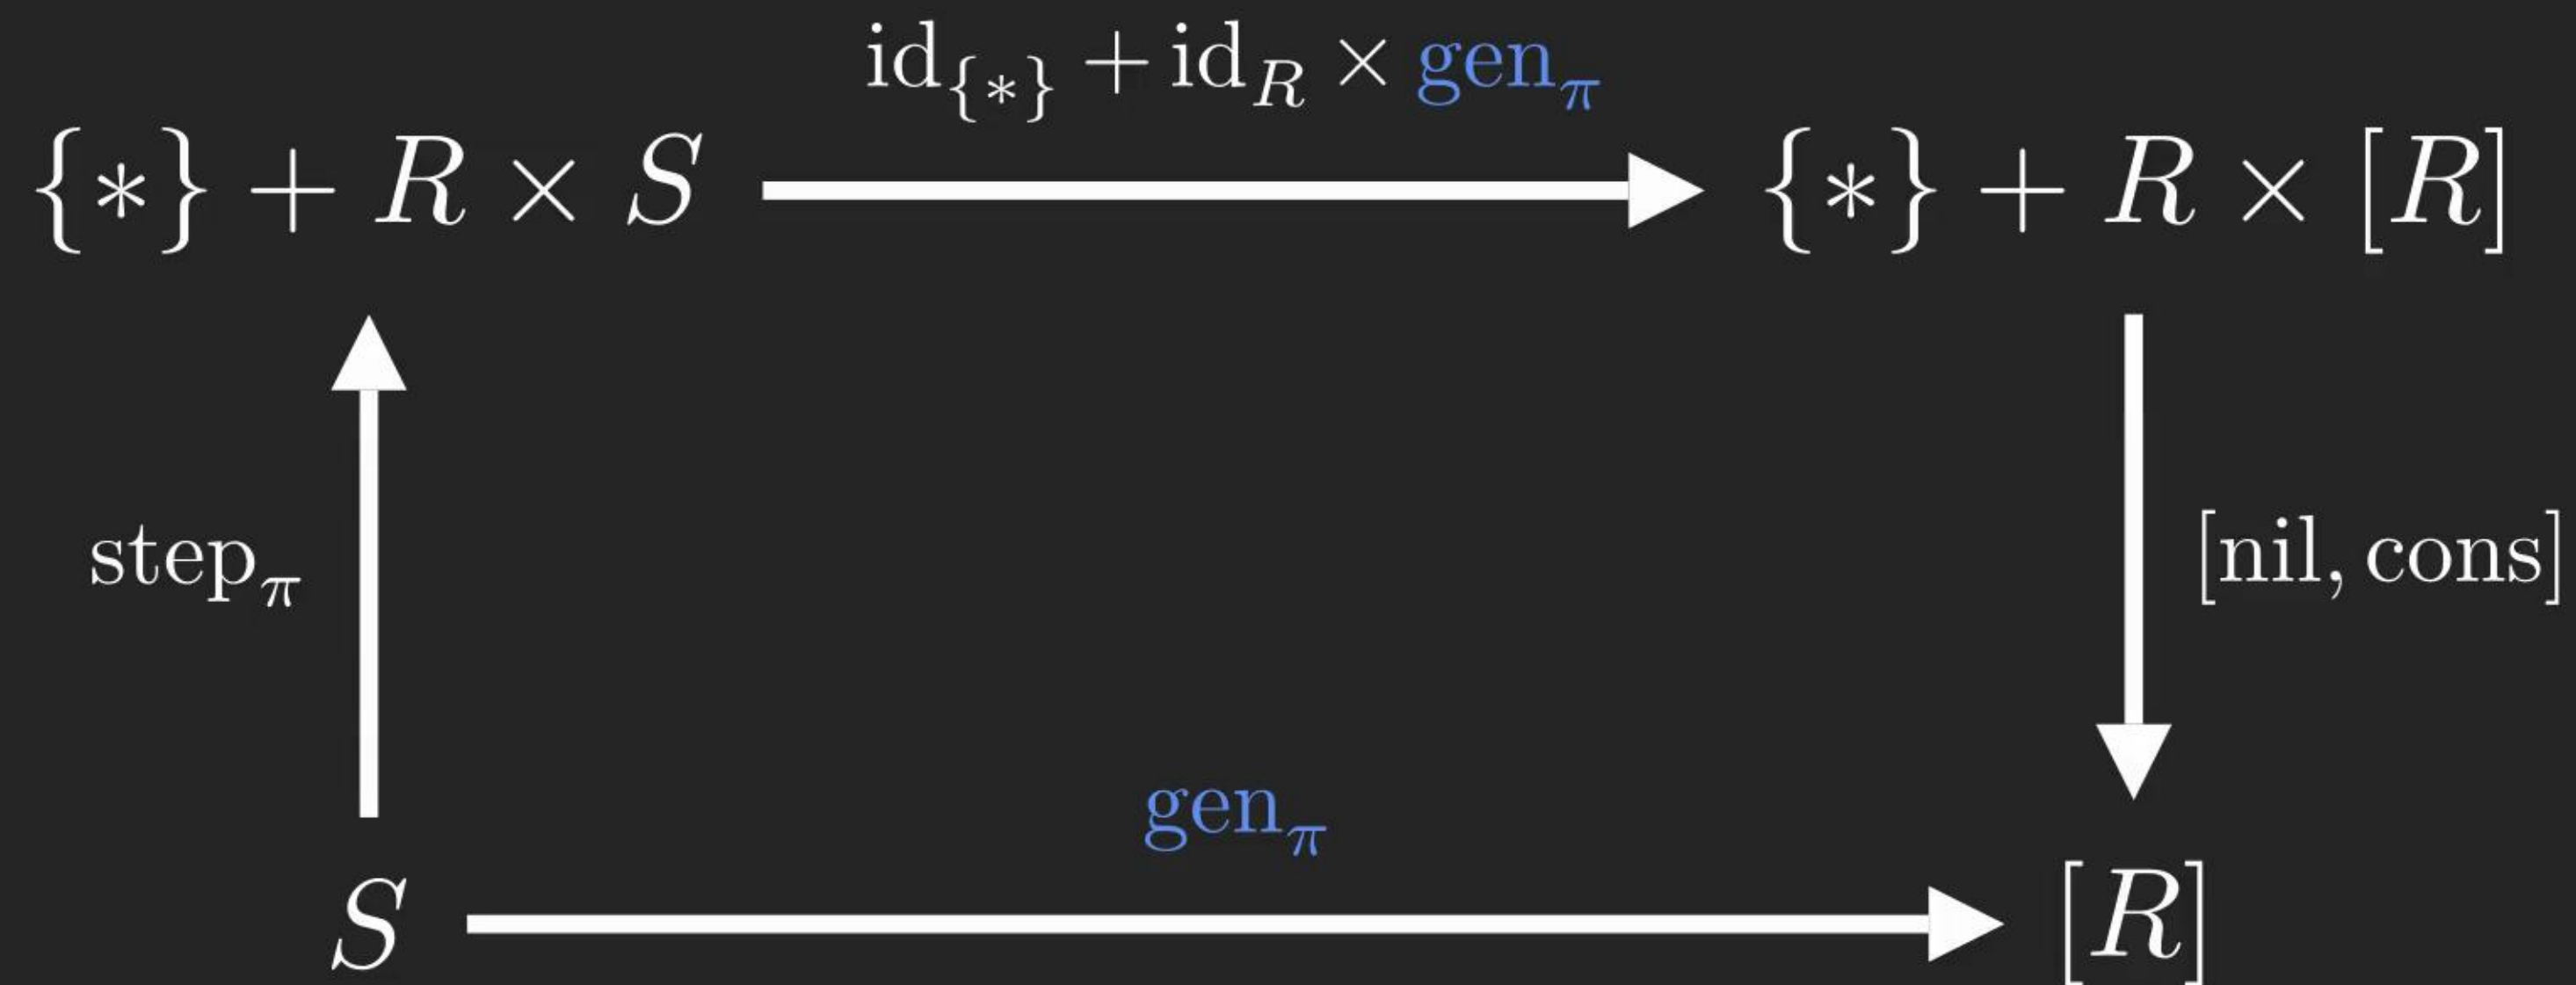 id_{∗} + id_R × gen_π
{∗} + R × S
{∗} + R × [R]
step_π
[nil, cons]
gen_π
S
[R]